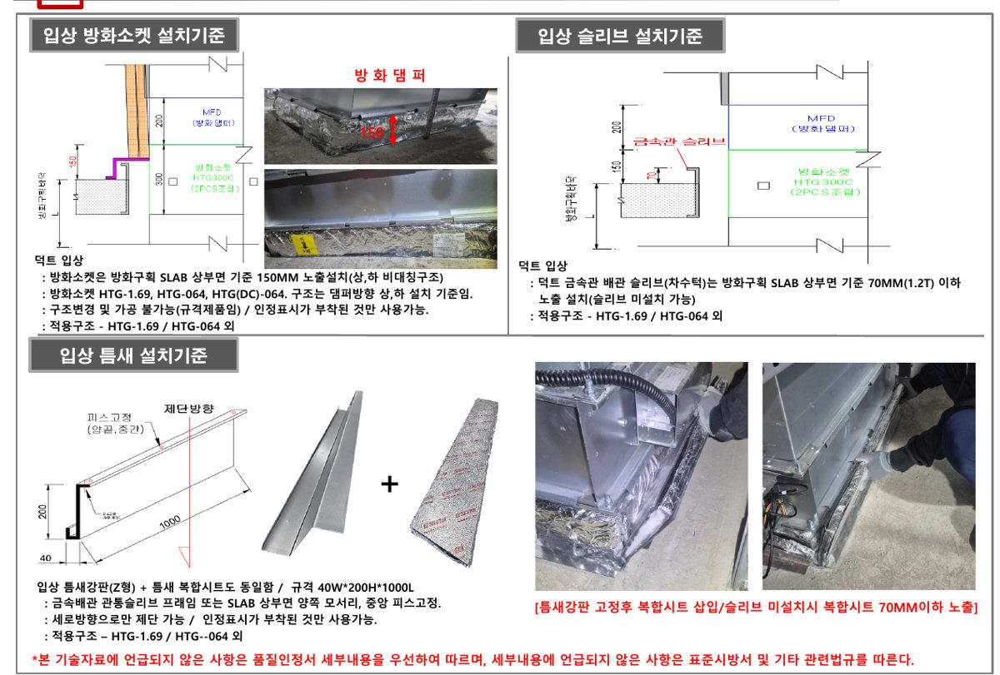 입상 방화소켓 설치기준
방 화 댐 퍼
MFD
(방화댐퍼)
200
150
150
방화소켓
HTG300C
(2PCS조립)
300
방화구획바닥
L
덕트 입상
: 방화소켓은 방화구획 SLAB 상부면 기준 150MM 노출설치(상,하 비대칭구조)
: 방화소켓 HTG-1.69, HTG-064, HTG(DC)-064. 구조는 댐퍼방향 상,하 설치 기준임.
: 구조변경 및 가공 불가능(규격제품임) / 인정표시가 부착된 것만 사용가능.
: 적용구조 - HTG-1.69 / HTG-064 외
입상 슬리브 설치기준
MFD
(방화댐퍼)
200
금속관 슬리브
150
70
방화소켓
HTG300C
(2PCS조립)
방화구획바닥
L
덕트 입상
: 덕트 금속관 배관 슬리브(차수턱)는 방화구획 SLAB 상부면 기준 70MM(1.2T) 이하
노출 설치(슬리브 미설치 가능)
: 적용구조 - HTG-1.69 / HTG-064 외
입상 틈새 설치기준
제단방향
피스고정
(양끝,중간)
200
1000
40
+
입상 틈새강판(Z형) + 틈새 복합시트도 동일함 / 규격 40W*200H*1000L
: 금속배관 관통슬리브 프레임 또는 SLAB 상부면 양쪽 모서리, 중앙 피스고정.
: 세로방향으로만 제단 가능 / 인정표시가 부착된 것만 사용가능.
: 적용구조 – HTG-1.69 / HTG--064 외
[틈새강판 고정후 복합시트 삽입/슬리브 미설치시 복합시트 70MM이하 노출]
*본 기술자료에 언급되지 않은 사항은 품질인정서 세부내용을 우선하여 따르며, 세부내용에 언급되지 않은 사항은 표준시방서 및 기타 관련법규를 따른다.